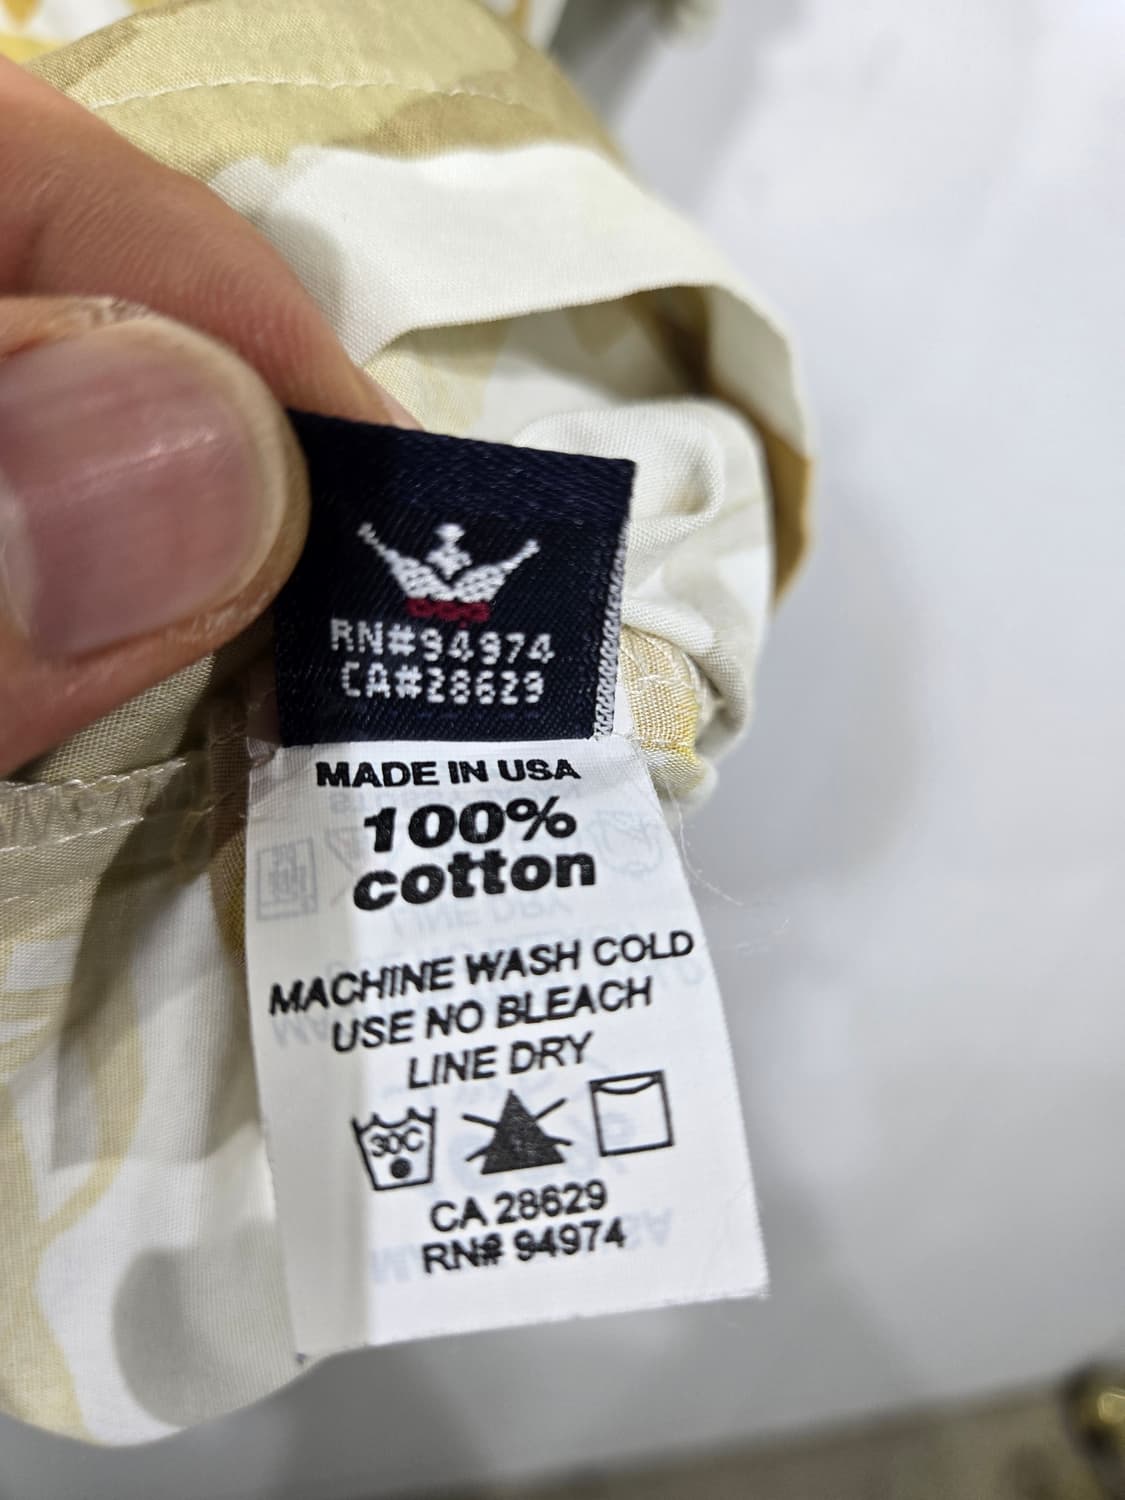 RN#94974
CA#28629
MADE IN USA
100%
cotton
MACHINE WASH COLD
USE NO BLEACH
LINE DRY
30C
CA 28629
RN# 94974